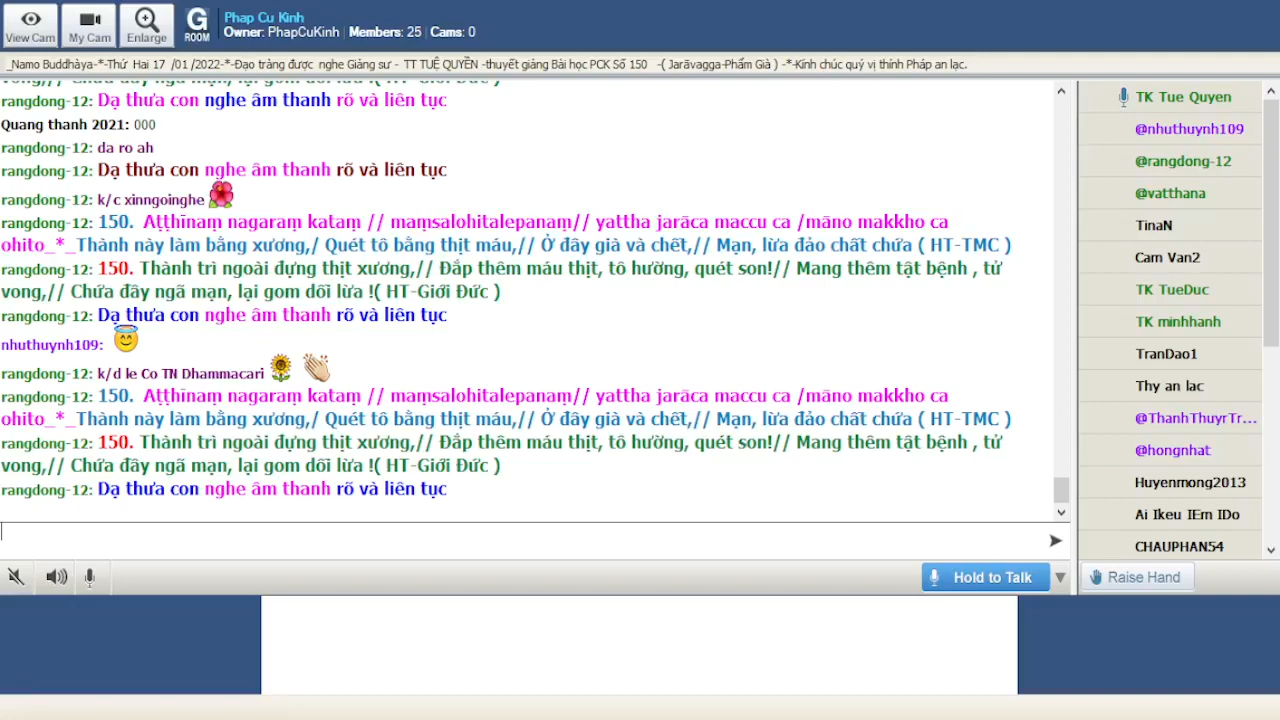 View Cam
My Cam
Enlarge
G
ROOM
Phap Cu Kinh
Owner: PhapCuKinh | Members: 25 | Cams: 0
_Namo Buddhàya-*-Thứ Hai 17 /01 /2022-*-Đạo tràng được nghe Giảng sư - TT TUỆ QUYỀN -thuyết giảng Bài học PCK Số 150 -( Jarāvagga-Phẩm Già ) -*-Kính chúc quý vị thính Pháp an lạc.
rangdong-12: Dạ thưa con nghe âm thanh rõ và liên tục
Quang thanh 2021: 000
rangdong-12: da ro ah
rangdong-12: Dạ thưa con nghe âm thanh rõ và liên tục
rangdong-12: k/c xinngoinghe
rangdong-12: 150. Aṭṭhīnaṃ nagaraṃ kataṃ // maṃsalohitalepanaṃ// yattha jarāca maccu ca /māno makkho ca
ohito_*_Thành này làm bằng xương,/ Quét tô bằng thịt máu,// Ở đây già và chết,// Mạn, lừa đảo chất chứa ( HT-TMC )
rangdong-12: 150. Thành trì ngoài đựng thịt xương,// Đắp thêm máu thịt, tô hường, quét son!// Mang thêm tật bệnh , tử
vong,// Chứa đầy ngã mạn, lại gom dối lừa !( HT-Giới Đức )
rangdong-12: Dạ thưa con nghe âm thanh rõ và liên tục
nhuthuynh109:
rangdong-12: k/d le Co TN Dhammacari
rangdong-12: 150. Aṭṭhīnaṃ nagaraṃ kataṃ // maṃsalohitalepanaṃ// yattha jarāca maccu ca /māno makkho ca
ohito_*_Thành này làm bằng xương,/ Quét tô bằng thịt máu,// Ở đây già và chết,// Mạn, lừa đảo chất chứa ( HT-TMC )
rangdong-12: 150. Thành trì ngoài đựng thịt xương,// Đắp thêm máu thịt, tô hường, quét son!// Mang thêm tật bệnh , tử
vong,// Chứa đầy ngã mạn, lại gom dối lừa !( HT-Giới Đức )
rangdong-12: Dạ thưa con nghe âm thanh rõ và liên tục
Hold to Talk
TK Tue Quyen
@nhuthuynh109
@rangdong-12
@vatthana
TinaN
Cam Van2
TK TueDuc
TK minhhanh
TranDao1
Thy an lac
@ThanhThuyrTr...
@hongnhat
Huyenmong2013
Ai Ikeu IEm IDo
CHAUPHAN54
Raise Hand